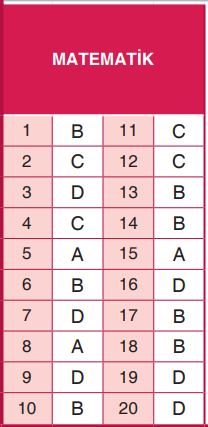 MATEMATİK
1 B 11 C
2 C 12 C
3 D 13 B
4 C 14 B
5 A 15 A
6 B 16 D
7 D 17 B
8 A 18 B
9 D 19 D
10 B 20 D